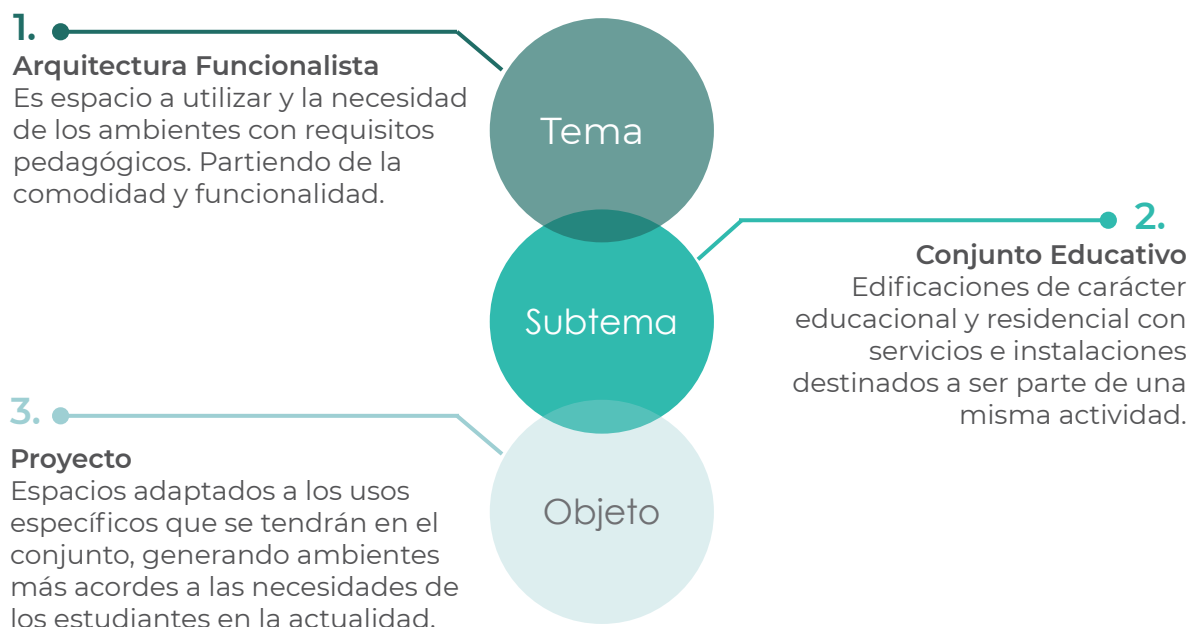 1.
Arquitectura Funcionalista
Es espacio a utilizar y la necesidad
de los ambientes con requisitos
pedagógicos. Partiendo de la
comodidad y funcionalidad.
Tema
2.
Conjunto Educativo
Edificaciones de carácter
educacional y residencial con
servicios e instalaciones
destinados a ser parte de una
misma actividad.
Subtema
3.
Proyecto
Espacios adaptados a los usos
específicos que se tendrán en el
conjunto, generando ambientes
más acordes a las necesidades de
los estudiantes en la actualidad.
Objeto